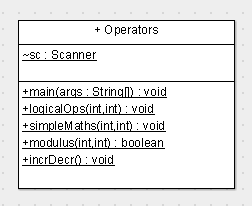 + Operators
~sc : Scanner
+main(args : String[]) : void
+logicalOps(int,int) : void
+simpleMaths(int,int) : void
+modulus(int,int) : boolean
+incrDecr() : void